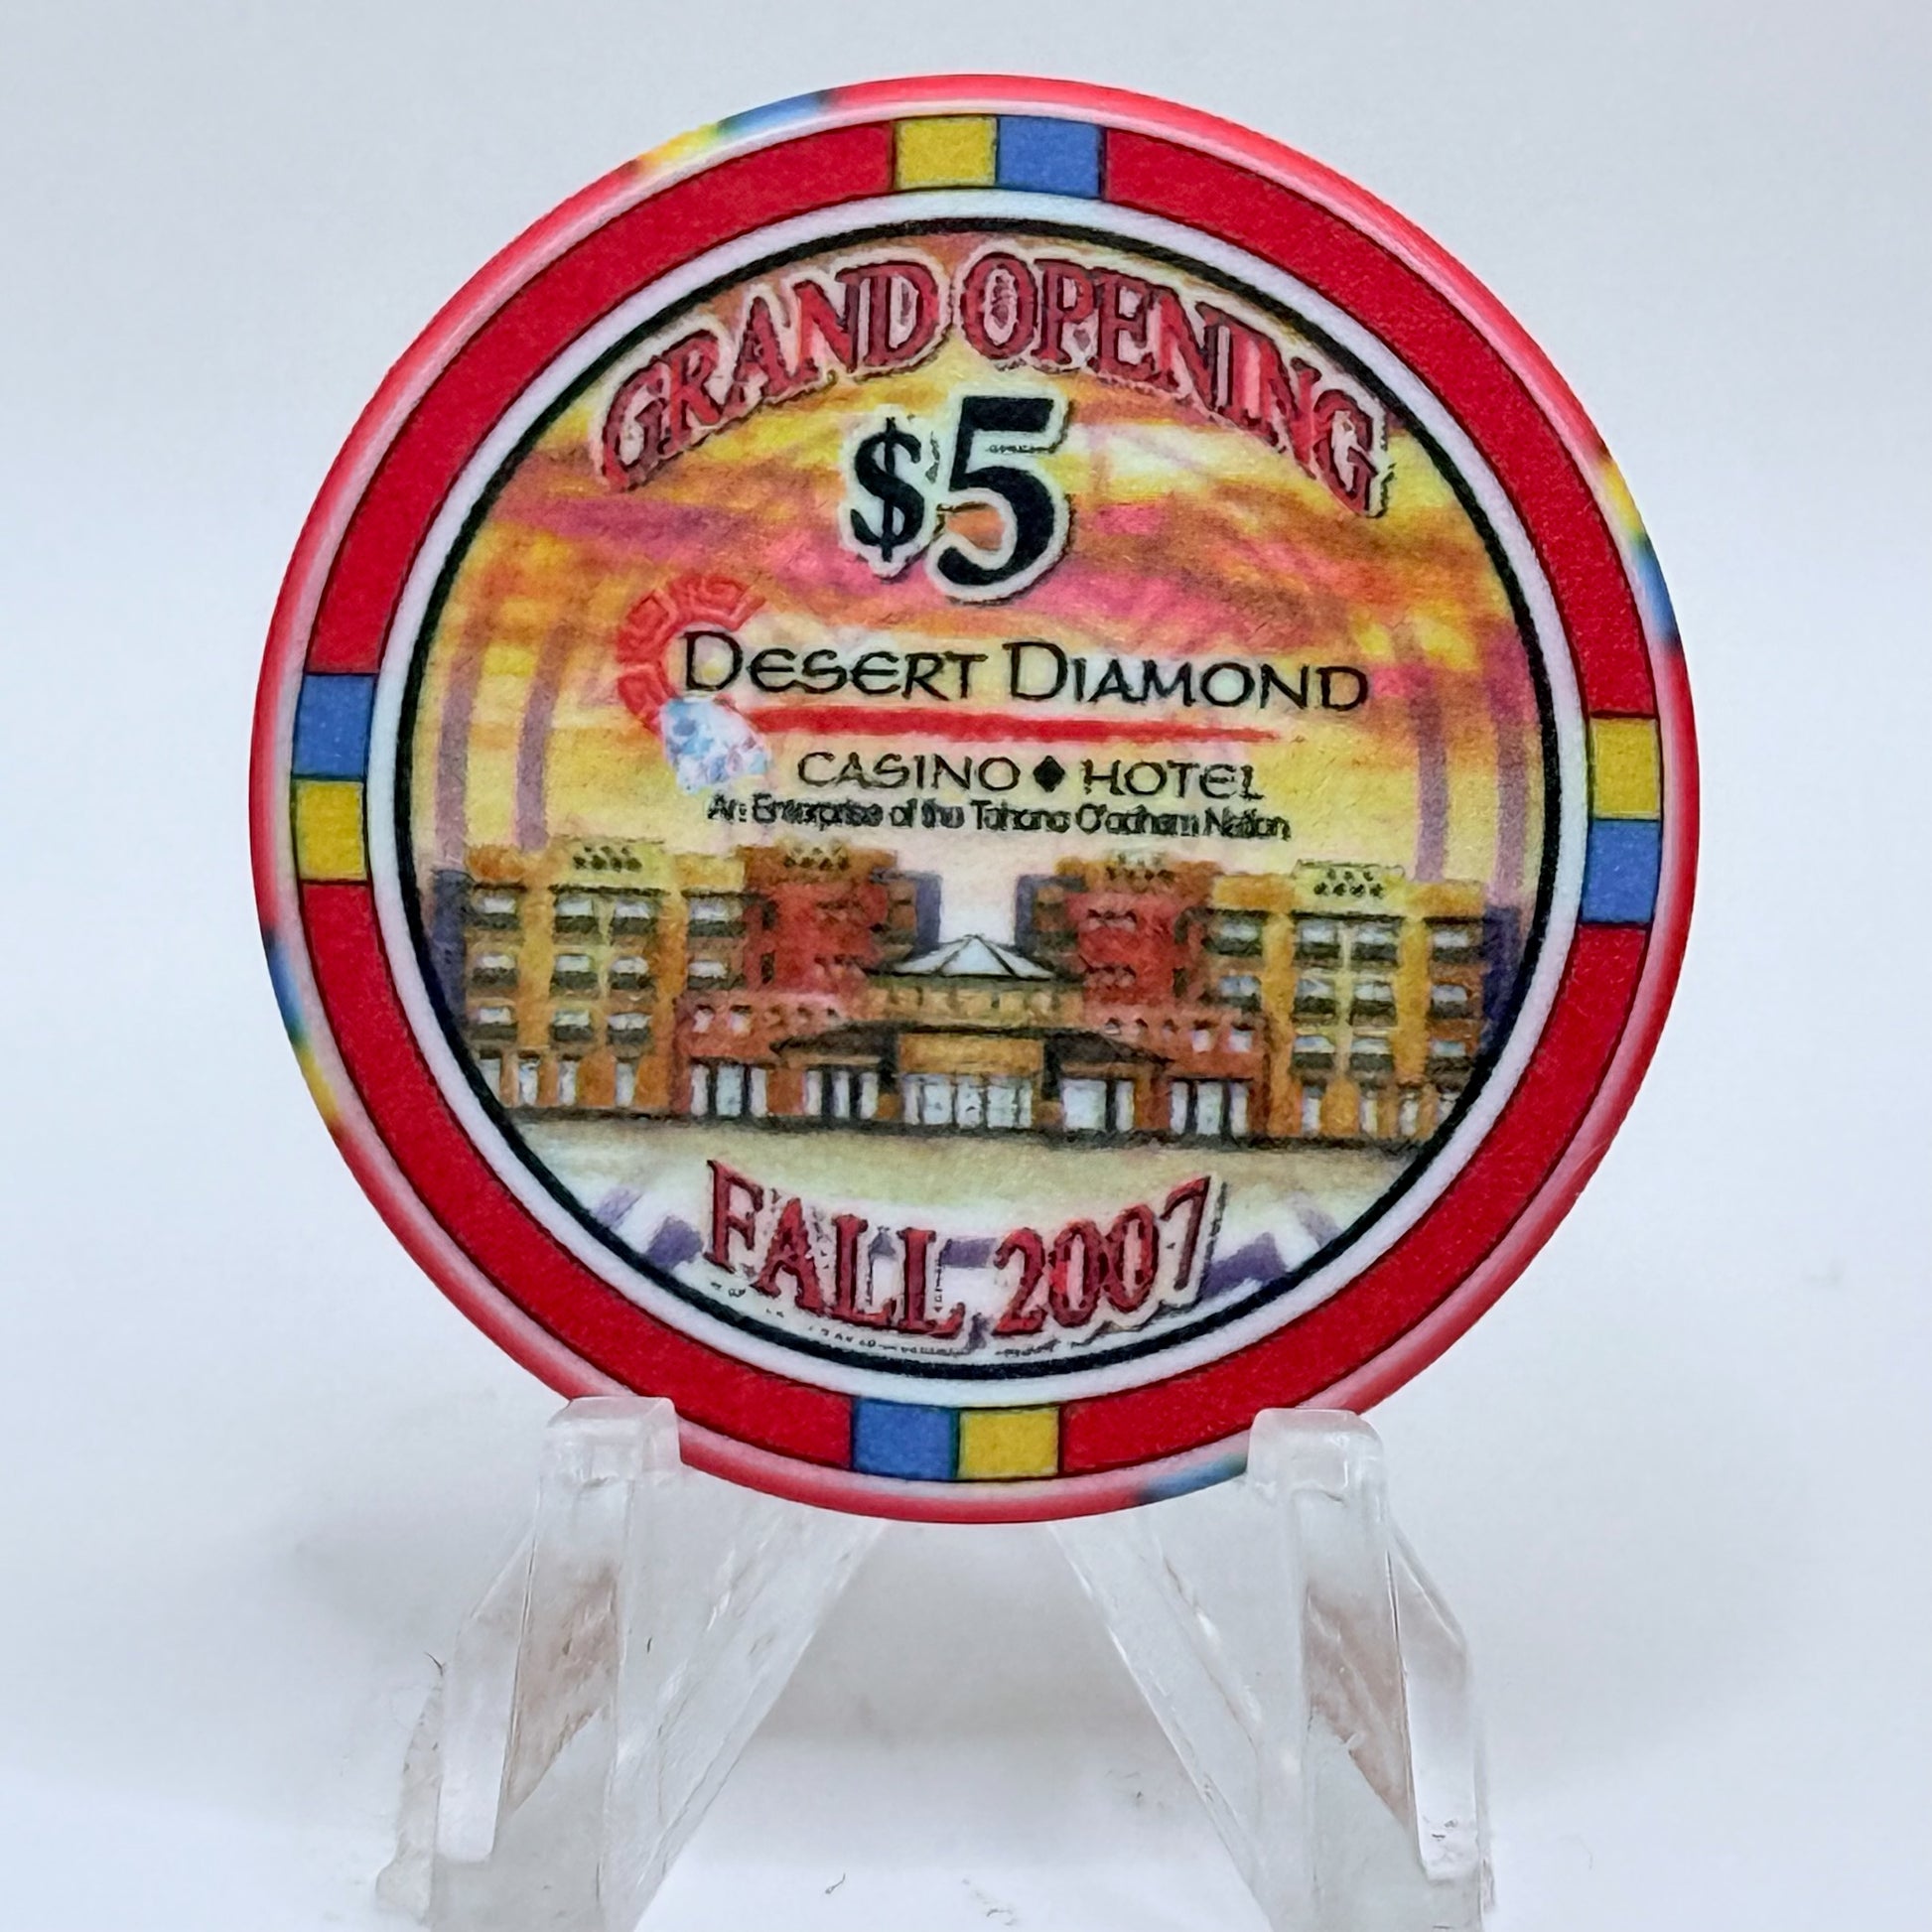 GRAND OPENING
$5
DESERT DIAMOND
CASINO♦HOTEL
An Enterprise of the Tohono O'odham Nation
FALL 2007